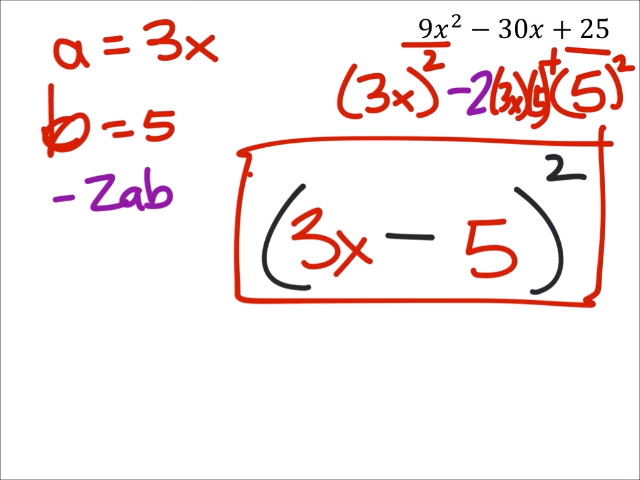 9x² − 30x + 25
a = 3x
(3x)² -2(3x)(5) + (5)²
b = 5
-2ab
(3x - 5)²